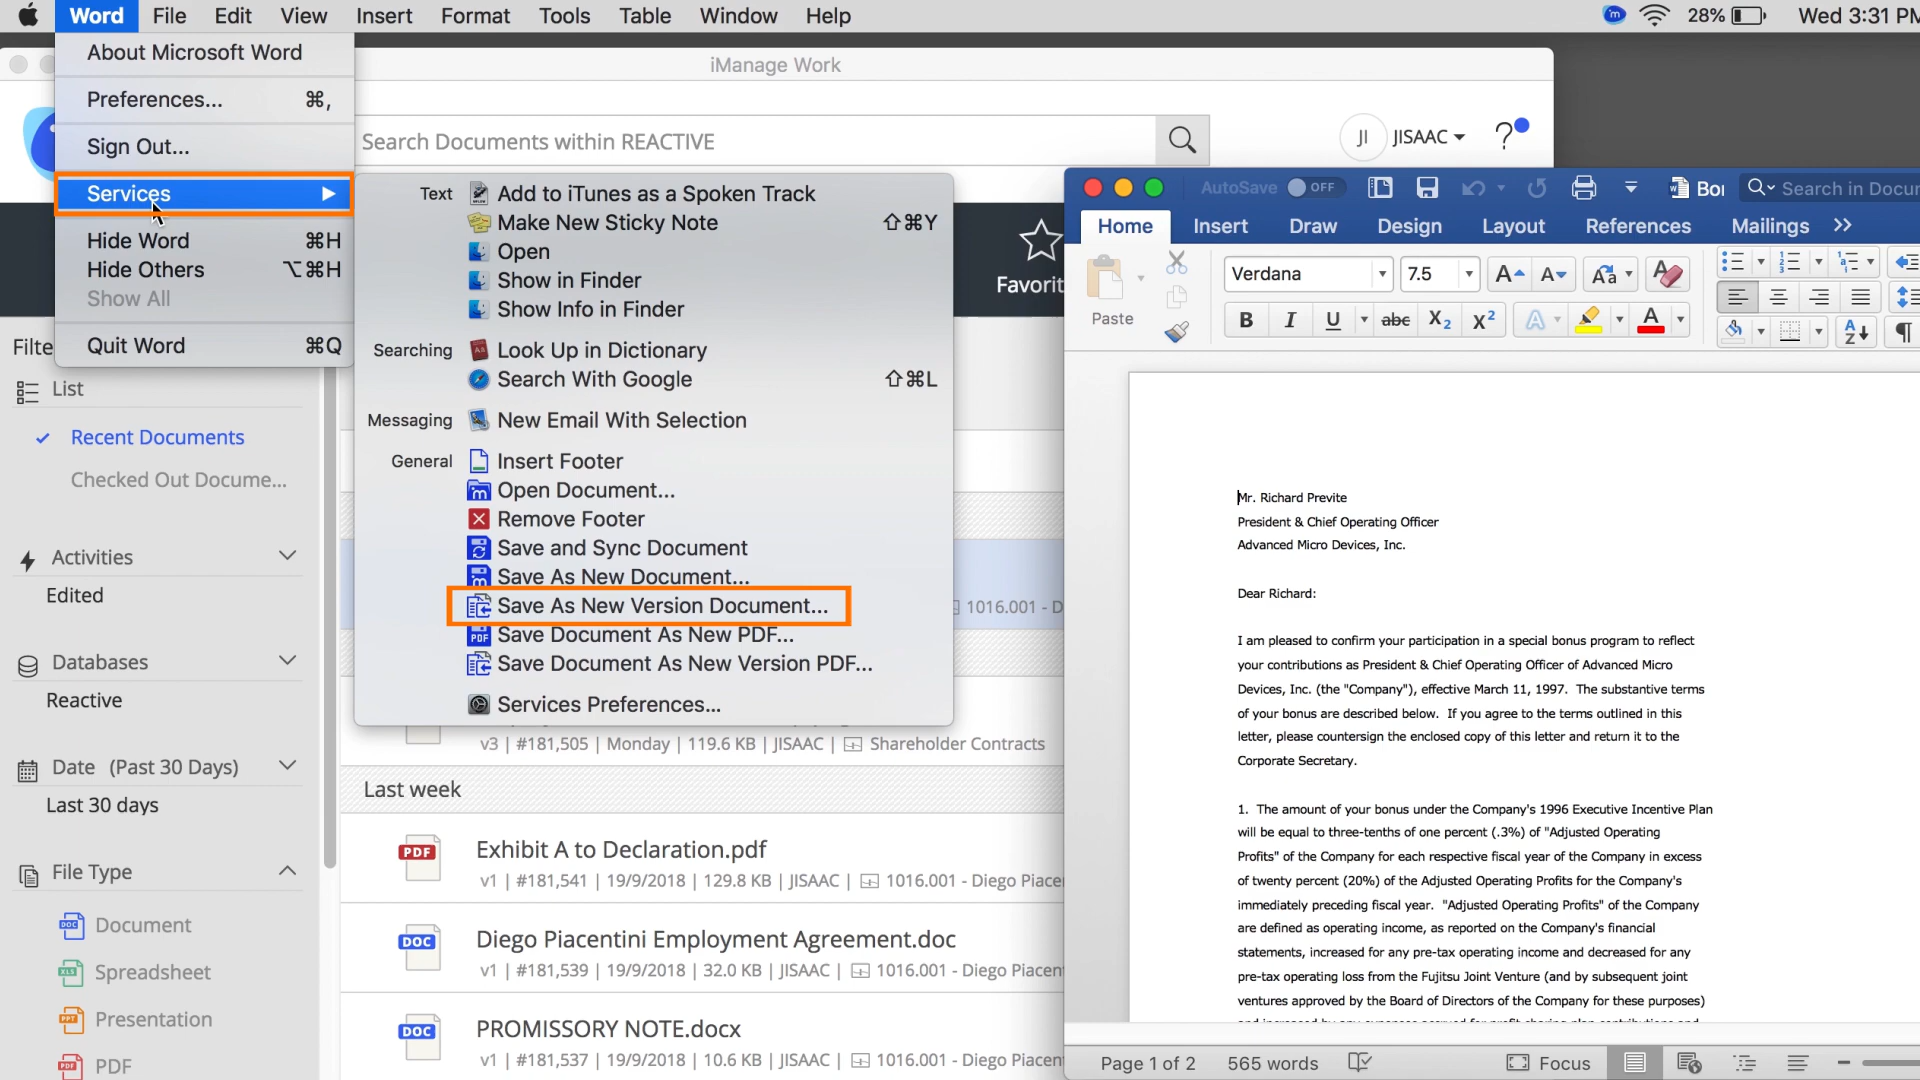 Word File Edit View Insert Format Tools Table Window Help
28% Wed 3:31 PM
About Microsoft Word
Preferences... ⌘,
Sign Out...
Services
Hide Word ⌘H
Hide Others ⌥⌘H
Show All
Quit Word ⌘Q
iManage Work
Search Documents within REACTIVE
JI JISAAC ?
Favorit
Text Add to iTunes as a Spoken Track
Make New Sticky Note ⇧⌘Y
Open
Show in Finder
Show Info in Finder
Searching Look Up in Dictionary
Search With Google ⇧⌘L
Messaging New Email With Selection
General Insert Footer
Open Document...
Remove Footer
Save and Sync Document
Save As New Document...
Save As New Version Document...
Save Document As New PDF...
Save Document As New Version PDF...
Services Preferences...
Filte
List
Recent Documents
Checked Out Docume...
Activities
Edited
Databases
Reactive
Date (Past 30 Days)
Last 30 days
File Type
Document
Spreadsheet
Presentation
PDF
1016.001 - D
v3 | #181,505 | Monday | 119.6 KB | JISAAC | Shareholder Contracts
Last week
PDF Exhibit A to Declaration.pdf
v1 | #181,541 | 19/9/2018 | 129.8 KB | JISAAC | 1016.001 - Diego Piacen
DOC Diego Piacentini Employment Agreement.doc
v1 | #181,539 | 19/9/2018 | 32.0 KB | JISAAC | 1016.001 - Diego Piacen
DOC PROMISSORY NOTE.docx
v1 | #181,537 | 19/9/2018 | 10.6 KB | JISAAC | 1016.001 - Diego Piacen
AutoSave OFF Bon Search in Docum
Home Insert Draw Design Layout References Mailings
Paste
Verdana 7.5
B I U abc X₂ X²
Mr. Richard Previte
President & Chief Operating Officer
Advanced Micro Devices, Inc.
Dear Richard:
I am pleased to confirm your participation in a special bonus program to reflect
your contributions as President & Chief Operating Officer of Advanced Micro
Devices, Inc. (the "Company"), effective March 11, 1997. The substantive terms
of your bonus are described below. If you agree to the terms outlined in this
letter, please countersign the enclosed copy of this letter and return it to the
Corporate Secretary.
1. The amount of your bonus under the Company's 1996 Executive Incentive Plan
will be equal to three-tenths of one percent (.3%) of "Adjusted Operating
Profits" of the Company for each respective fiscal year of the Company in excess
of twenty percent (20%) of the Adjusted Operating Profits for the Company's
immediately preceding fiscal year. "Adjusted Operating Profits" of the Company
are defined as operating income, as reported on the Company's financial
statements, increased for any pre-tax operating income and decreased for any
pre-tax operating loss from the Fujitsu Joint Venture (and by subsequent joint
ventures approved by the Board of Directors of the Company for these purposes)
Page 1 of 2 565 words Focus